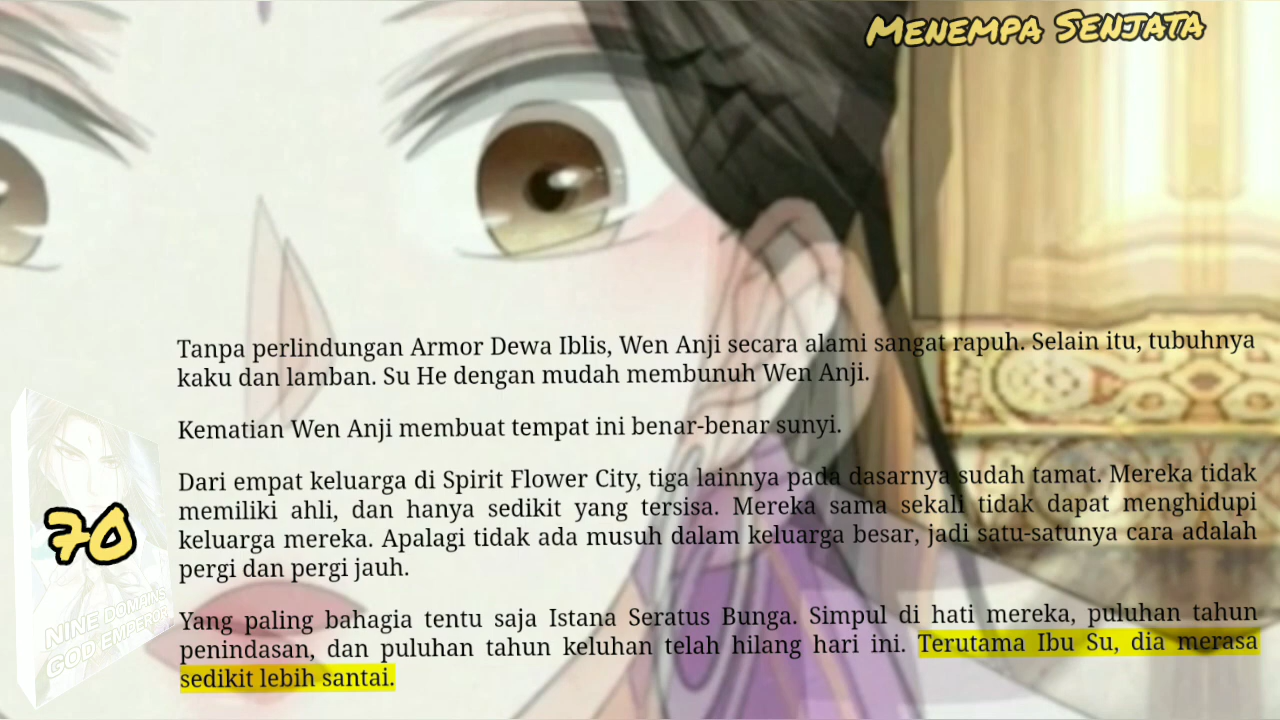 Menempa Senjata
Tanpa perlindungan Armor Dewa Iblis, Wen Anji secara alami sangat rapuh. Selain itu, tubuhnya
kaku dan lamban. Su He dengan mudah membunuh Wen Anji.
Kematian Wen Anji membuat tempat ini benar-benar sunyi.
Dari empat keluarga di Spirit Flower City, tiga lainnya pada dasarnya sudah tamat. Mereka tidak
memiliki ahli, dan hanya sedikit yang tersisa. Mereka sama sekali tidak dapat menghidupi
keluarga mereka. Apalagi tidak ada musuh dalam keluarga besar, jadi satu-satunya cara adalah
pergi dan pergi jauh.
Yang paling bahagia tentu saja Istana Seratus Bunga. Simpul di hati mereka, puluhan tahun
penindasan, dan puluhan tahun keluhan telah hilang hari ini. Terutama Ibu Su, dia merasa
sedikit lebih santai.
70
NINE DOMAINS
GOD EMPEROR